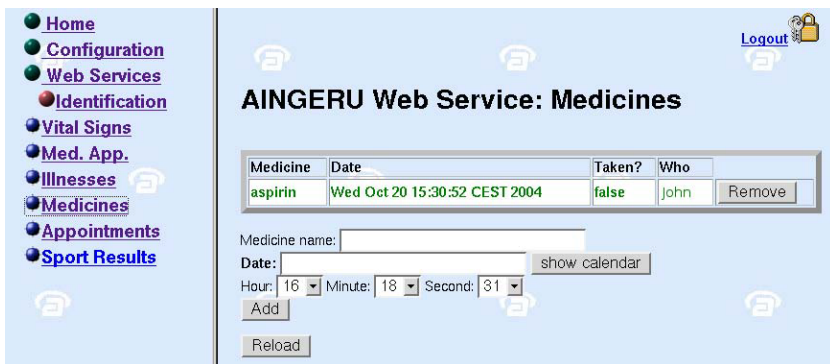 Home
Configuration
Web Services
Identification
Vital Signs
Med. App.
Illnesses
Medicines
Appointments
Sport Results
Logout
AINGERU Web Service: Medicines
Medicine Date Taken? Who
aspirin Wed Oct 20 15:30:52 CEST 2004 false John Remove
Medicine name:
Date: show calendar
Hour: 16 Minute: 18 Second: 31
Add
Reload